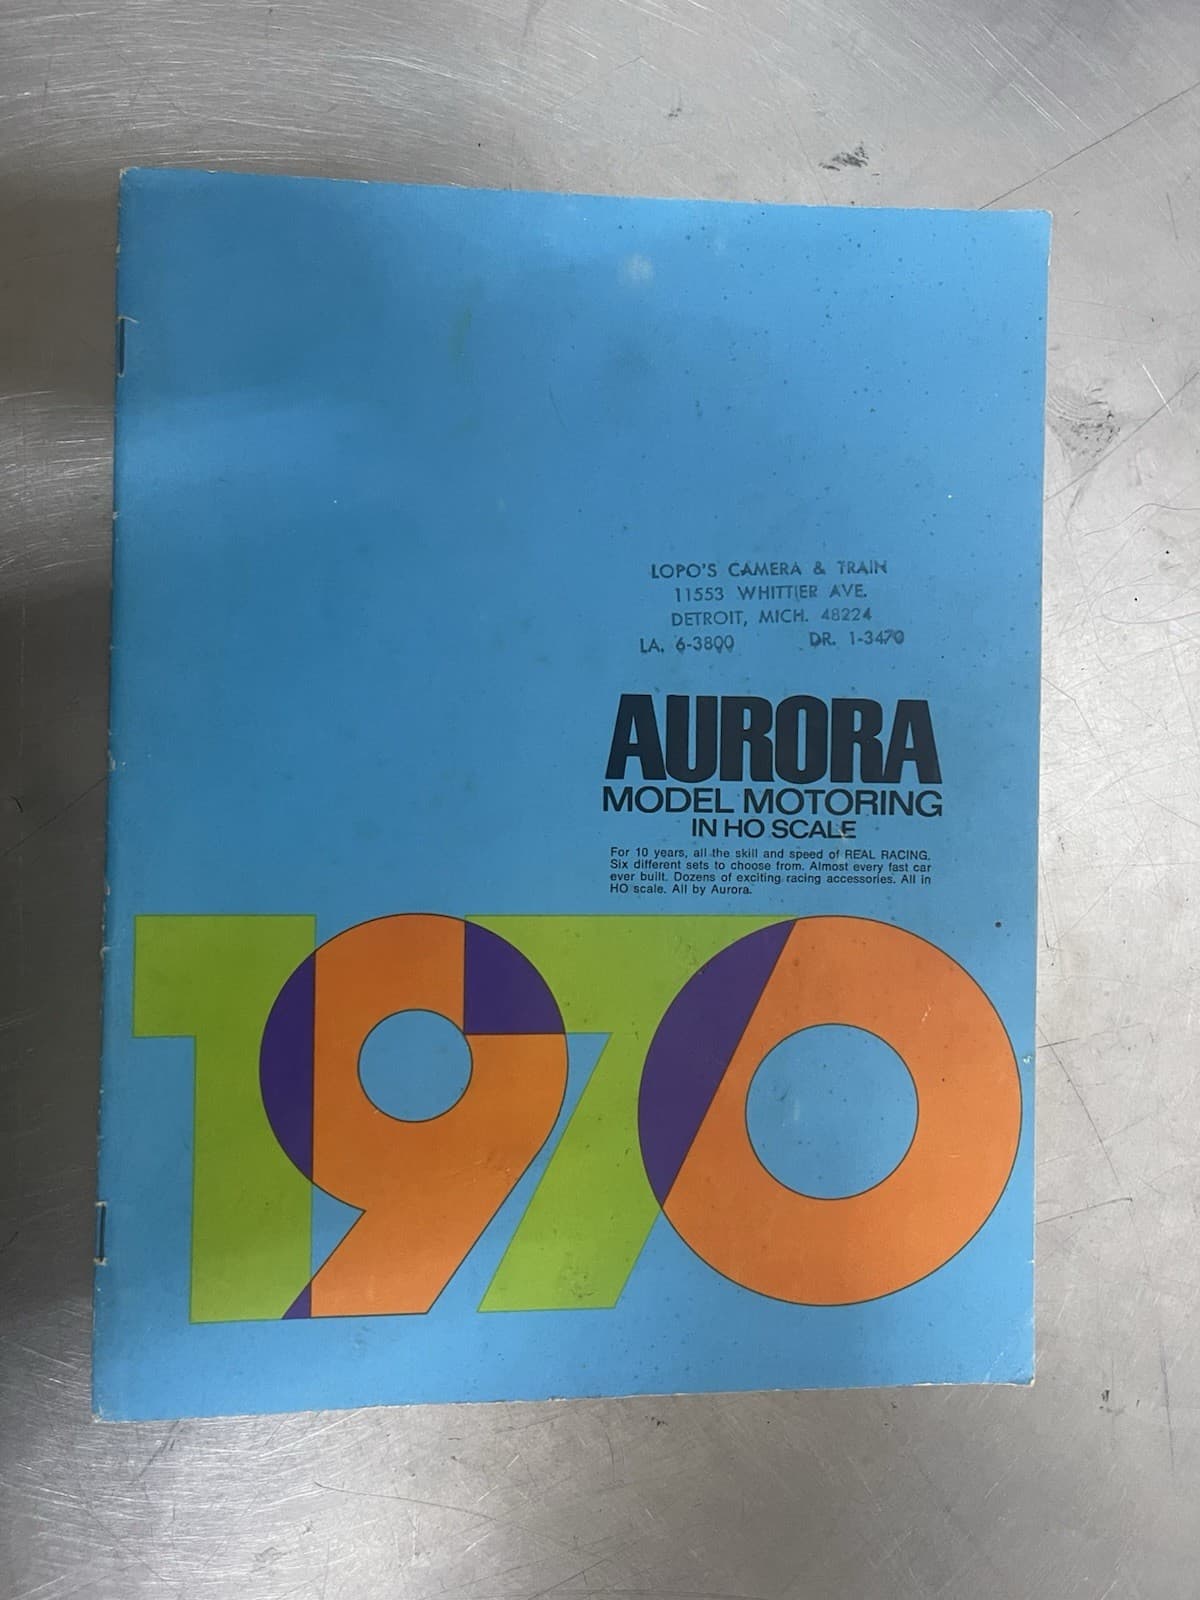 LOPO'S CAMERA & TRAIN
11553 WHITTIER AVE.
DETROIT, MICH. 48224
LA. 6-3800 DR. 1-3470
AURORA
MODEL MOTORING
IN HO SCALE
For 10 years, all the skill and speed of REAL RACING.
Six different sets to choose from. Almost every fast car
ever built. Dozens of exciting racing accessories. All in
HO scale. All by Aurora.
1970